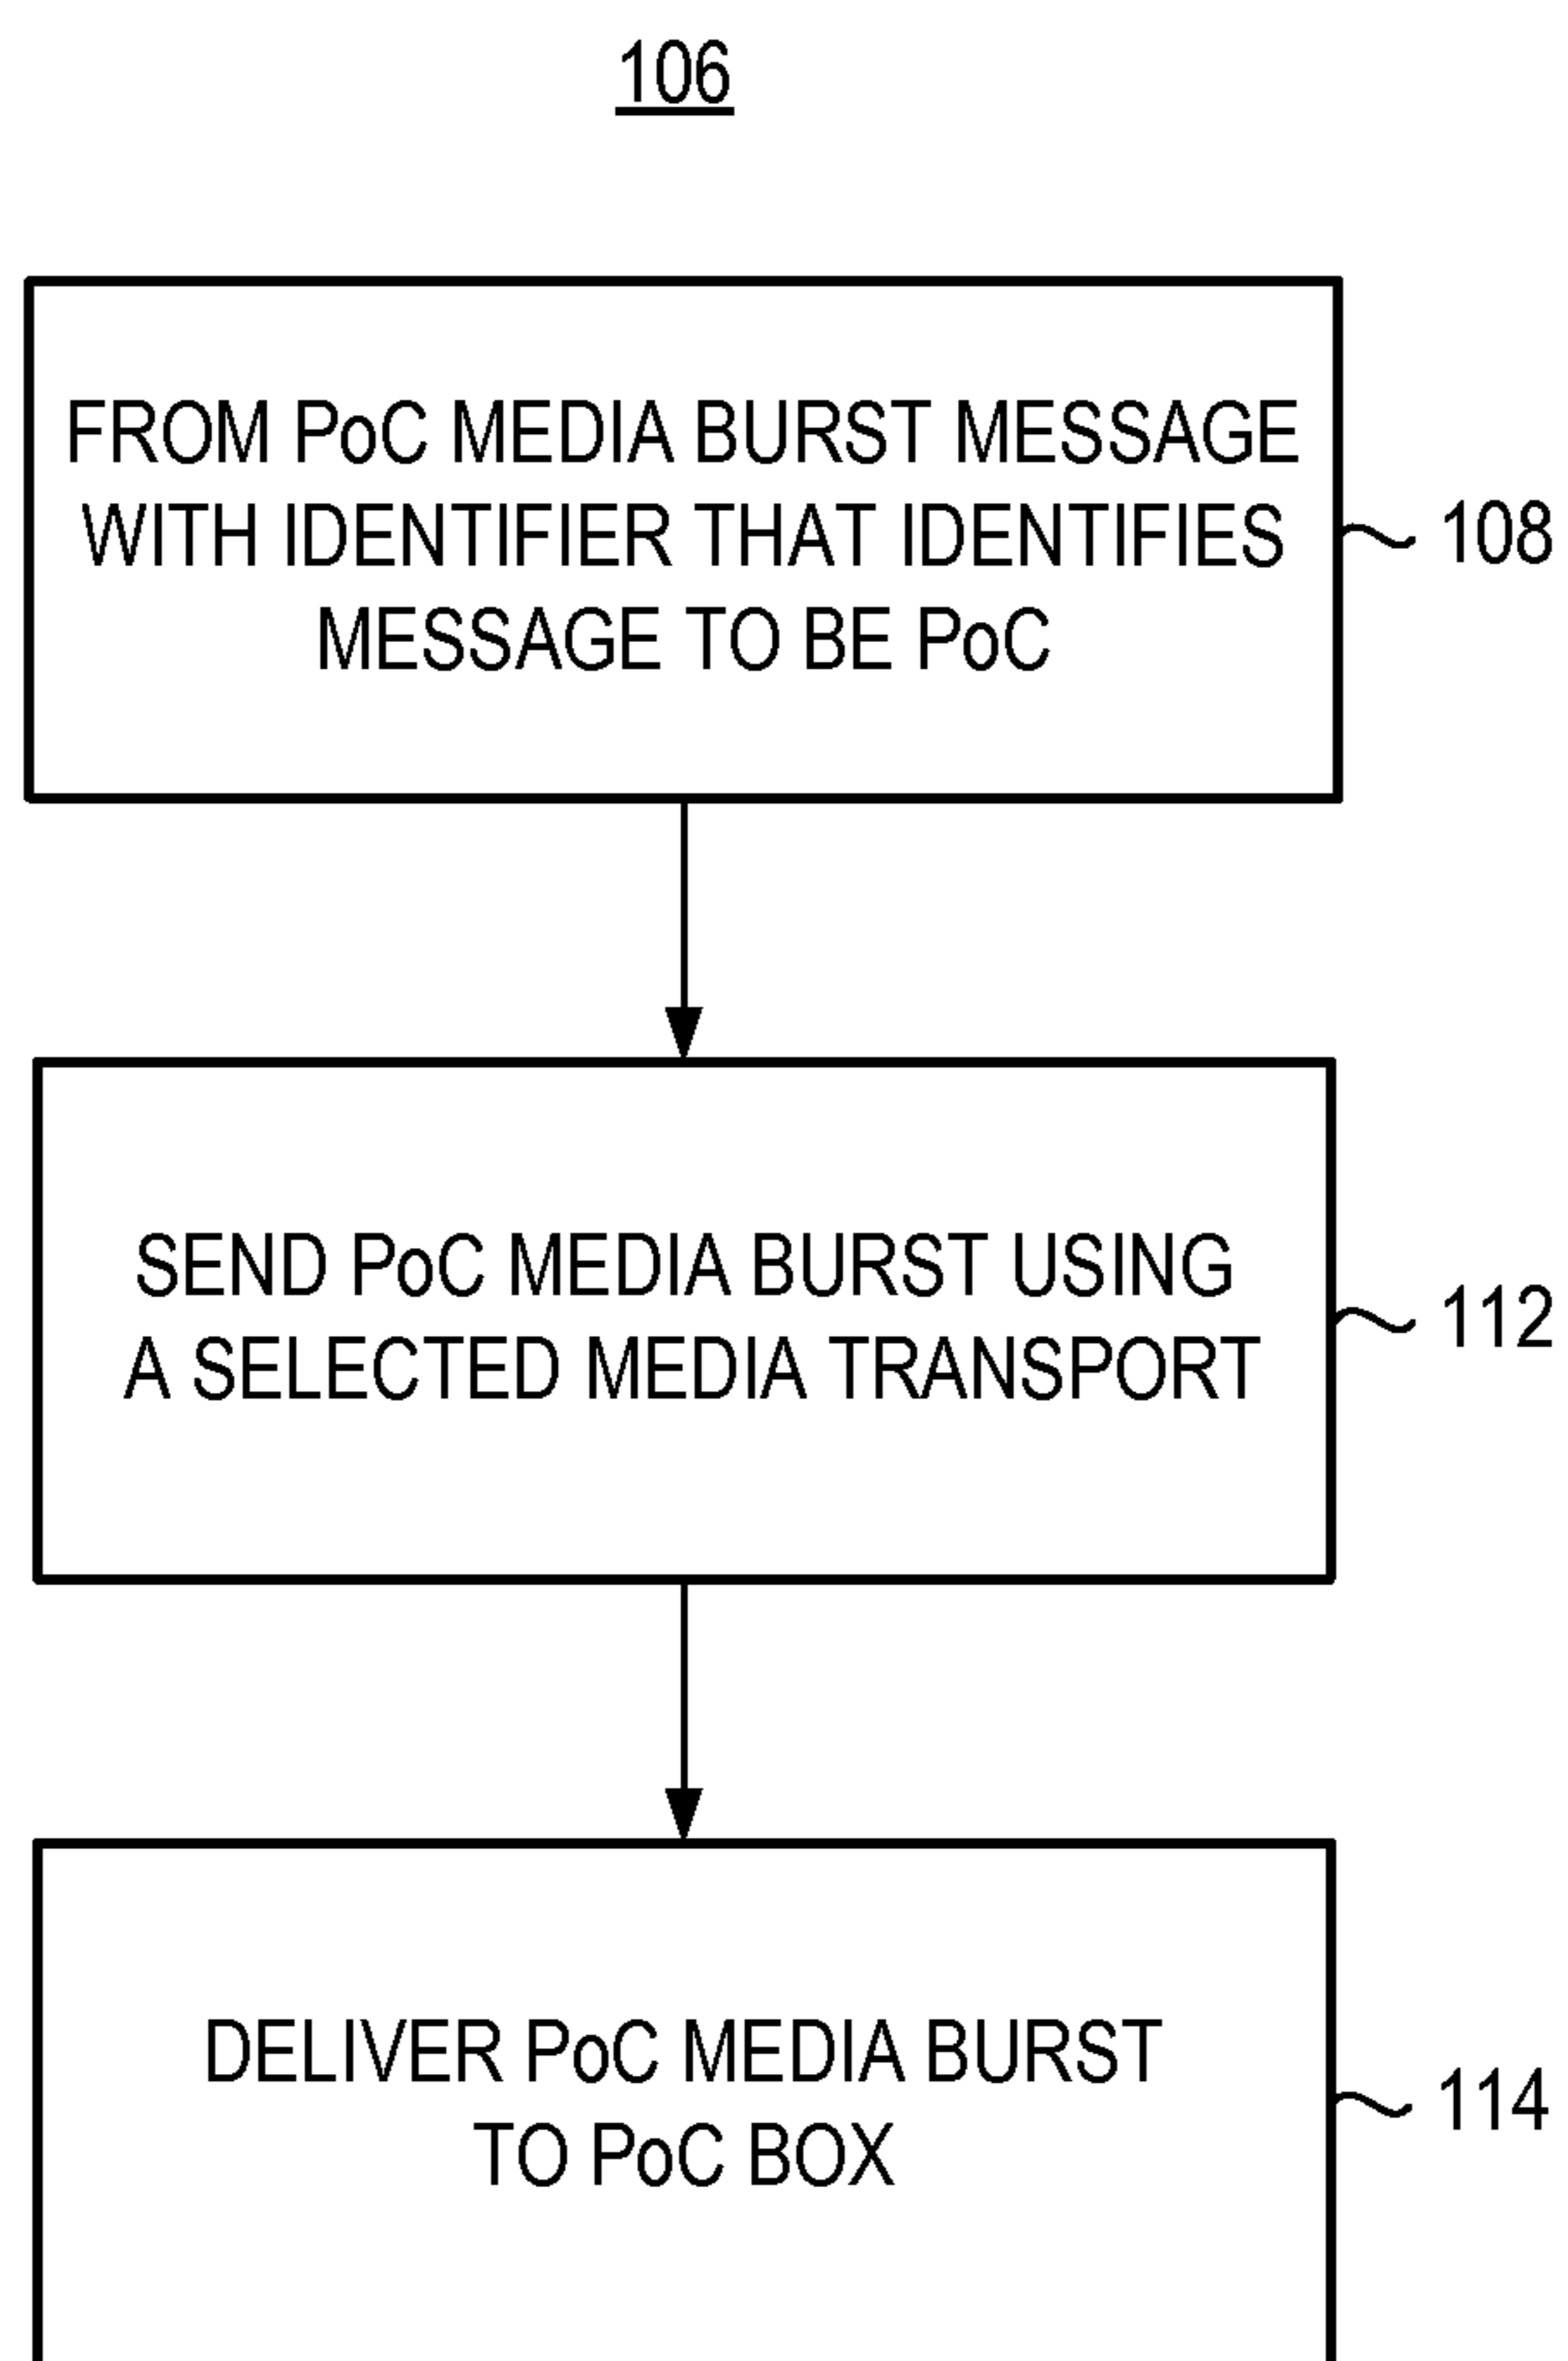 106
FROM PoC MEDIA BURST MESSAGE
WITH IDENTIFIER THAT IDENTIFIES
MESSAGE TO BE PoC
108
SEND PoC MEDIA BURST USING
A SELECTED MEDIA TRANSPORT
112
DELIVER PoC MEDIA BURST
TO PoC BOX
114